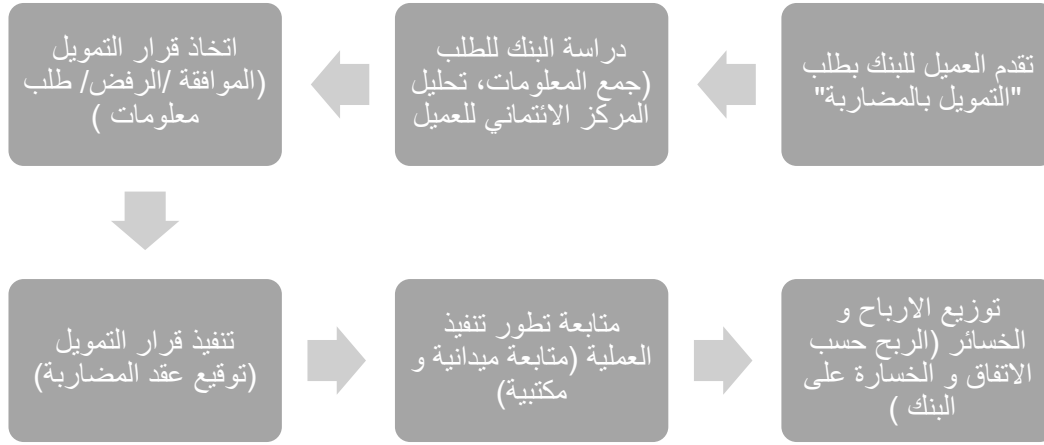 تقدم العميل للبنك بطلب
"التمويل بالمضاربة"
دراسة البنك للطلب
(جمع المعلومات، تحليل
المركز الائتماني للعميل
اتخاذ قرار التمويل
(الموافقة /الرفض/ طلب
معلومات )
تنفيذ قرار التمويل
(توقيع عقد المضاربة)
متابعة تطور تنفيذ
العملية (متابعة ميدانية و
مكتبية)
توزيع الارباح و
الخسائر (الربح حسب
الاتفاق و الخسارة على
البنك )